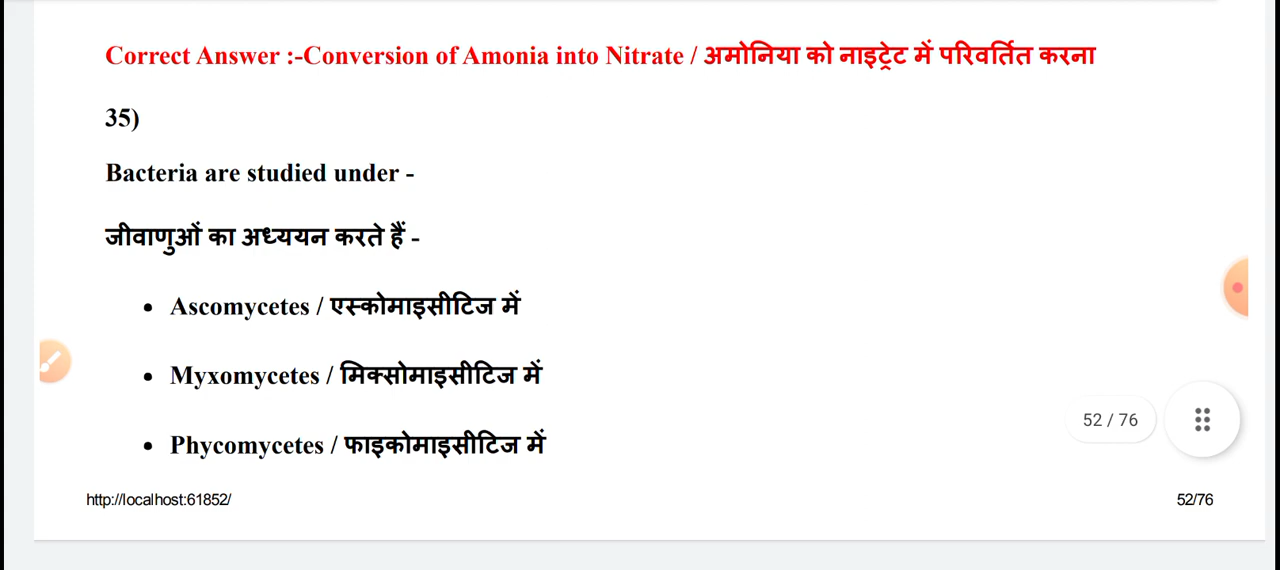 Correct Answer :-Conversion of Amonia into Nitrate / अमोनिया को नाइट्रेट में परिवर्तित करना
35)
Bacteria are studied under -
जीवाणुओं का अध्ययन करते हैं -
• Ascomycetes / एस्कोमाइसीटिज में
• Myxomycetes / मिक्सोमाइसीटिज में
52 / 76
• Phycomycetes / फाइकोमाइसीटिज में
http://localhost:61852/ 52/76